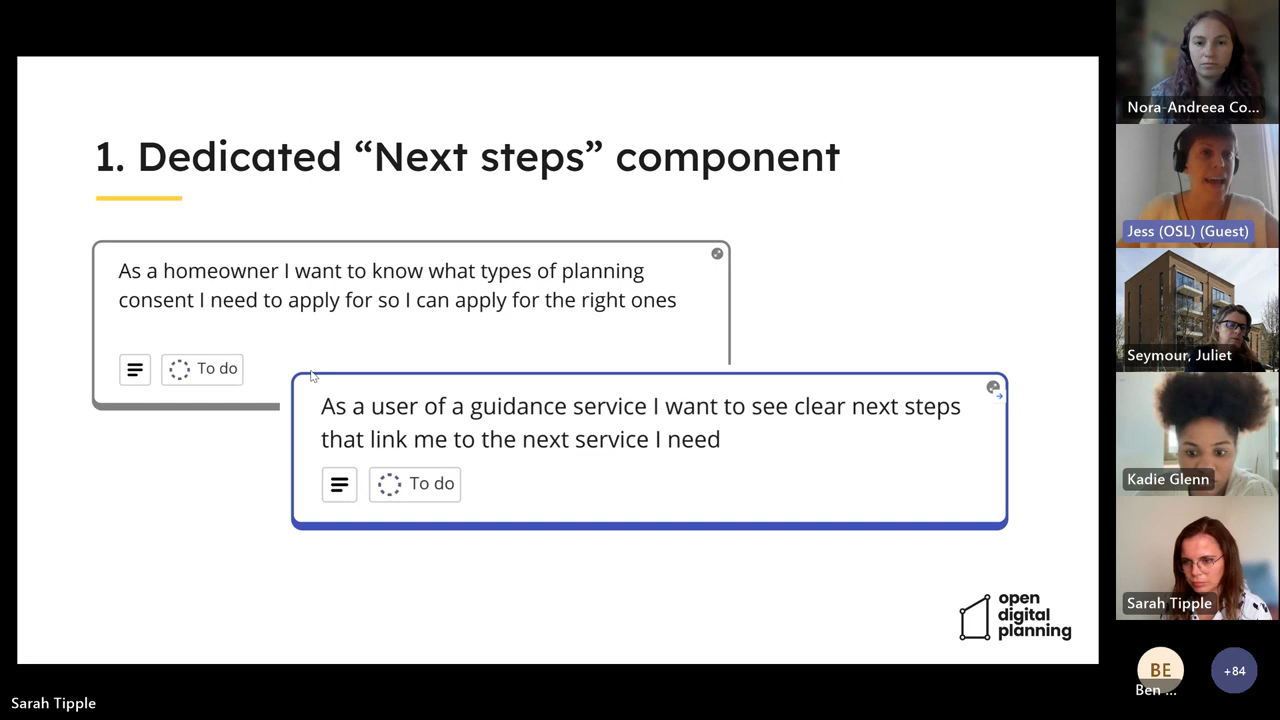 1. Dedicated “Next steps” component
As a homeowner I want to know what types of planning
consent I need to apply for so I can apply for the right ones
To do
As a user of a guidance service I want to see clear next steps
that link me to the next service I need
To do
open
digital
planning
Sarah Tipple
Nora-Andreea Co...
Jess (OSL) (Guest)
Seymour, Juliet
Kadie Glenn
Sarah Tipple
BE
Ben ...
+84